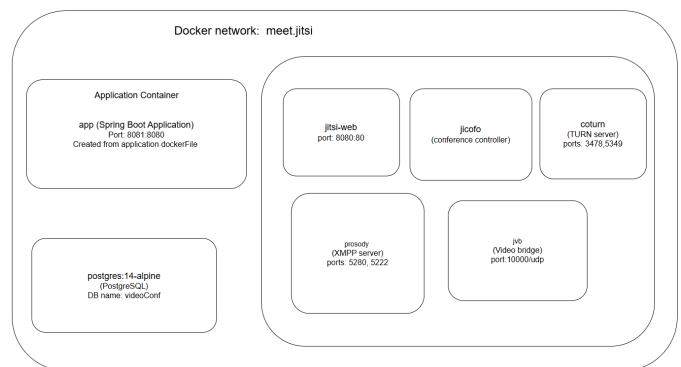 Docker network: meet.jitsi
Application Container
app (Spring Boot Application)
Port: 8081:8080
Created from application dockerFile
postgres:14-alpine
(PostgreSQL)
DB name: videoConf
jitsi-web
port: 8080:80
jicofo
(conference controller)
coturn
(TURN server)
ports: 3478,5349
prosody
(XMPP server)
ports: 5280, 5222
jvb
(Video bridge)
port:10000/udp